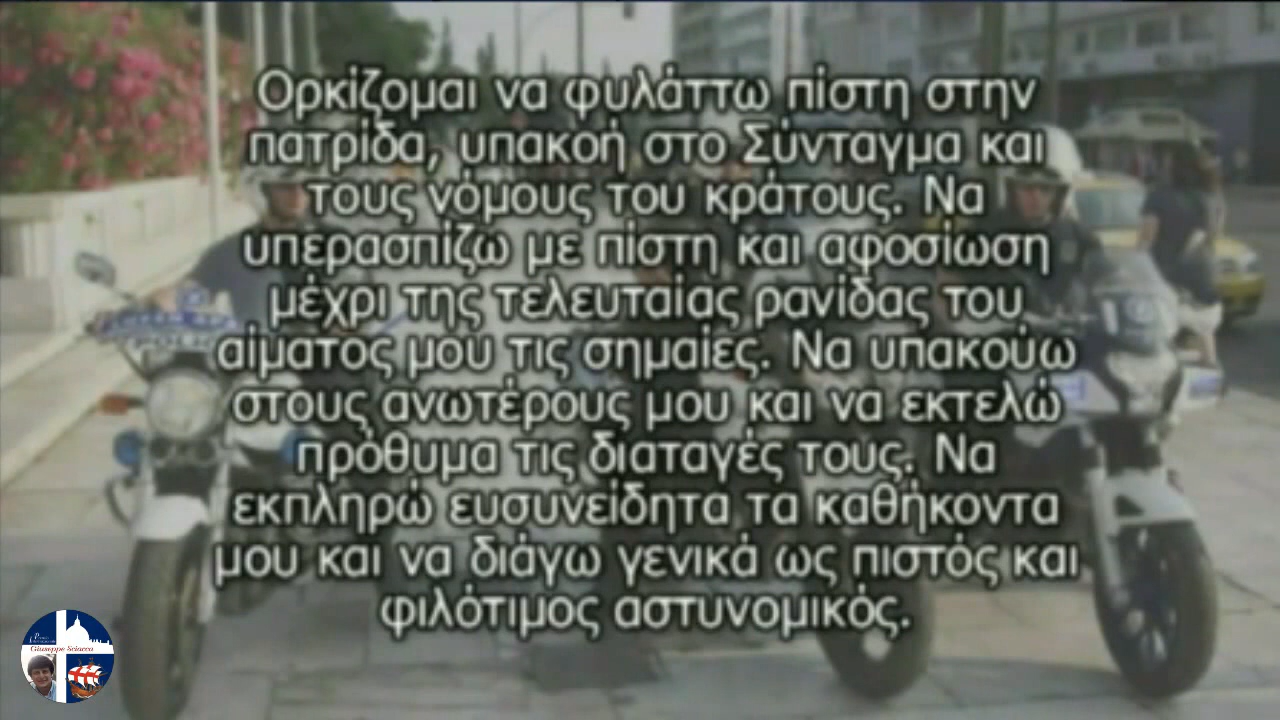 Ορκίζομαι να φυλάττω πίστη στην
πατρίδα, υπακοή στο Σύνταγμα και
τους νόμους του κράτους. Να
υπερασπίζω με πίστη και αφοσίωση
μέχρι της τελευταίας ρανίδας του
αίματος μου τις σημαίες. Να υπακούω
στους ανωτέρους μου και να εκτελώ
πρόθυμα τις διαταγές τους. Να
εκπληρώ ευσυνείδητα τα καθήκοντα
μου και να διάγω γενικά ως πιστός και
φιλότιμος αστυνομικός.
Giuseppe Sciacca